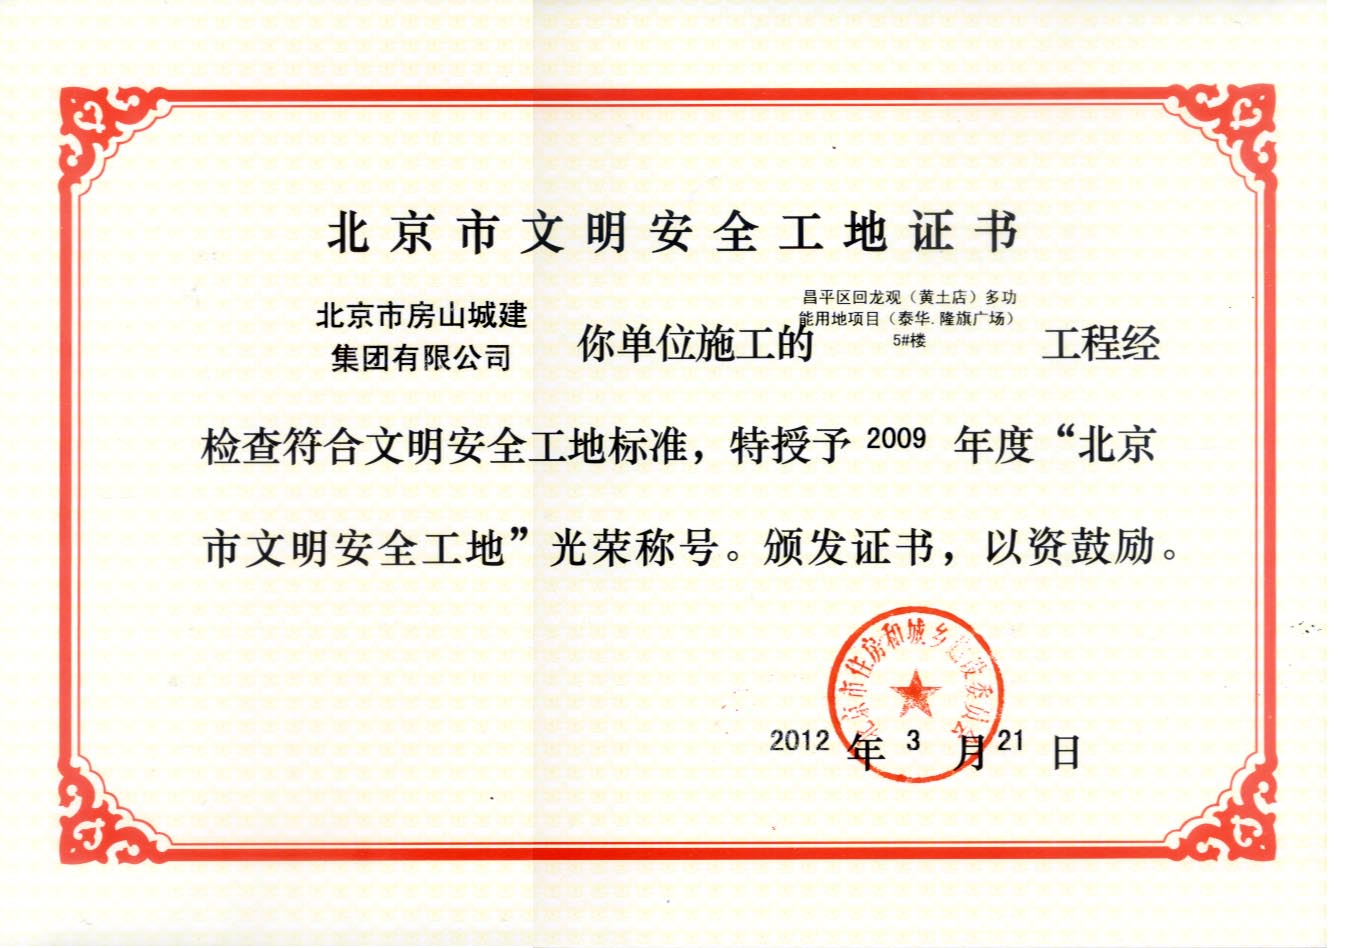 北京市文明安全工地证书
北京市房山城建
集团有限公司
你单位施工的
昌平区回龙观（黄土店）多功
能用地项目（泰华.隆旗广场）
5#楼
工程经
检查符合文明安全工地标准，特授予 2009 年度“北京
市文明安全工地”光荣称号。颁发证书，以资鼓励。
北京市住房和城乡建设委员会
2012 年 3 月 21 日